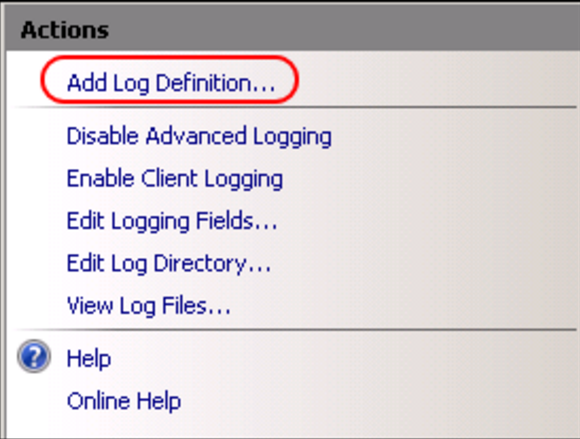 Actions
Add Log Definition...
Disable Advanced Logging
Enable Client Logging
Edit Logging Fields...
Edit Log Directory...
View Log Files...
Help
Online Help